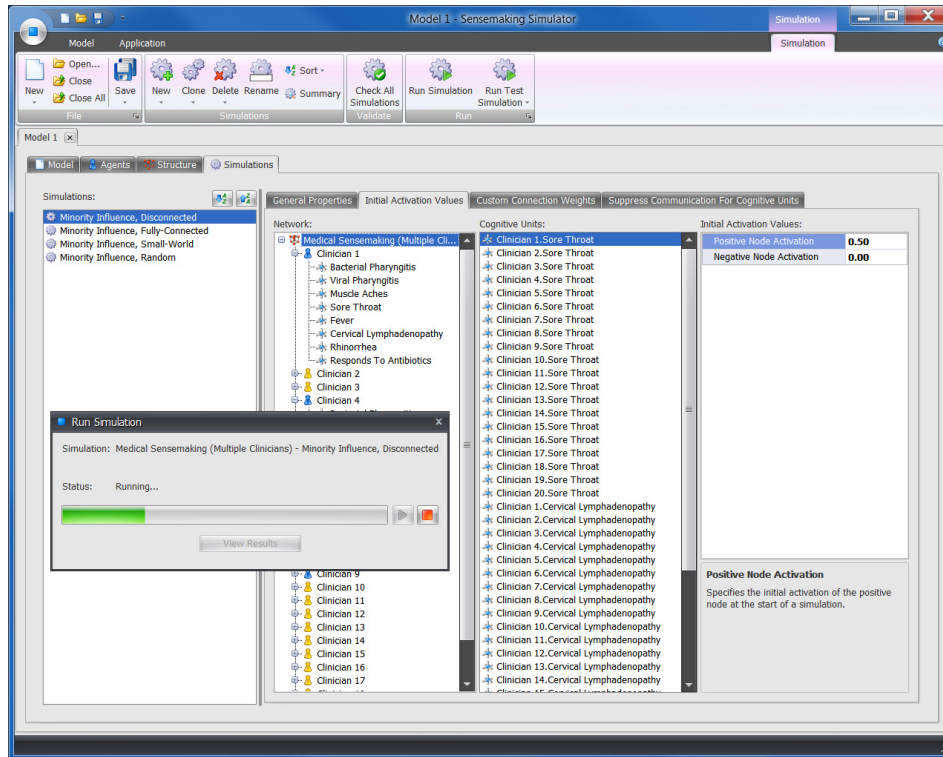 Model 1 - Sensemaking Simulator
Simulation
Model
Application
Simulation
New
Open...
Close
Close All
Save
File
New
Clone
Delete
Rename
Sort
Summary
Simulations
Check All
Simulations
Validate
Run Simulation
Run Test
Simulation
Run
Model 1
Model
Agents
Structure
Simulations
Simulations:
Minority Influence, Disconnected
Minority Influence, Fully-Connected
Minority Influence, Small-World
Minority Influence, Random
General Properties
Initial Activation Values
Custom Connection Weights
Suppress Communication For Cognitive Units
Network:
Medical Sensemaking (Multiple Cli...
Clinician 1
Bacterial Pharyngitis
Viral Pharyngitis
Muscle Aches
Sore Throat
Fever
Cervical Lymphadenopathy
Rhinorrhea
Responds To Antibiotics
Clinician 2
Clinician 3
Clinician 4
Clinician 9
Clinician 10
Clinician 11
Clinician 12
Clinician 13
Clinician 14
Clinician 15
Clinician 16
Clinician 17
Cognitive Units:
Clinician 1.Sore Throat
Clinician 2.Sore Throat
Clinician 3.Sore Throat
Clinician 4.Sore Throat
Clinician 5.Sore Throat
Clinician 6.Sore Throat
Clinician 7.Sore Throat
Clinician 8.Sore Throat
Clinician 9.Sore Throat
Clinician 10.Sore Throat
Clinician 11.Sore Throat
Clinician 12.Sore Throat
Clinician 13.Sore Throat
Clinician 14.Sore Throat
Clinician 15.Sore Throat
Clinician 16.Sore Throat
Clinician 17.Sore Throat
Clinician 18.Sore Throat
Clinician 19.Sore Throat
Clinician 20.Sore Throat
Clinician 1.Cervical Lymphadenopathy
Clinician 2.Cervical Lymphadenopathy
Clinician 3.Cervical Lymphadenopathy
Clinician 4.Cervical Lymphadenopathy
Clinician 5.Cervical Lymphadenopathy
Clinician 6.Cervical Lymphadenopathy
Clinician 7.Cervical Lymphadenopathy
Clinician 8.Cervical Lymphadenopathy
Clinician 9.Cervical Lymphadenopathy
Clinician 10.Cervical Lymphadenopathy
Clinician 11.Cervical Lymphadenopathy
Clinician 12.Cervical Lymphadenopathy
Clinician 13.Cervical Lymphadenopathy
Clinician 14.Cervical Lymphadenopathy
Initial Activation Values:
Positive Node Activation 0.50
Negative Node Activation 0.00
Positive Node Activation
Specifies the initial activation of the positive
node at the start of a simulation.
Run Simulation
Simulation: Medical Sensemaking (Multiple Clinicians) - Minority Influence, Disconnected
Status: Running...
View Results